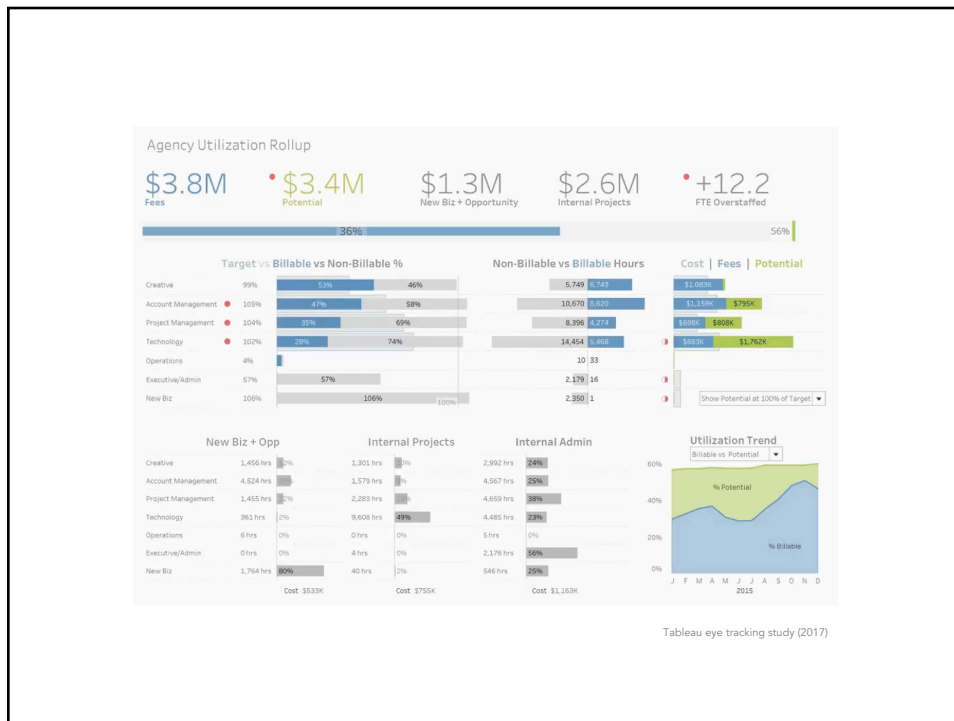 Agency Utilization Rollup
$3.8M $3.4M $1.3M $2.6M +12.2
Fees Potential New Biz + Opportunity Internal Projects FTE Overstaffed
36% 56%
Target vs Billable vs Non-Billable % Non-Billable vs Billable Hours Cost | Fees | Potential
Creative 99% 53% 46% 5,749 6,743 $1,083K
Account Management 105% 47% 58% 10,670 8,620 $1,159K $795K
Project Management 104% 35% 69% 8,396 4,274 $698K $808K
Technology 102% 28% 74% 14,454 5,468 $883K $1,762K
Operations 4% 10 33
Executive/Admin 57% 57% 2,179 16
New Biz 106% 106% 100% 2,350 1 Show Potential at 100% of Target
New Biz + Opp Internal Projects Internal Admin Utilization Trend
Billable vs Potential
Creative 1,456 hrs 1,301 hrs 2,992 hrs 24% 60%
Account Management 4,524 hrs 1,579 hrs 4,567 hrs 25% % Potential
Project Management 1,455 hrs 2,283 hrs 4,659 hrs 38% 40%
Technology 361 hrs 2% 9,608 hrs 49% 4,485 hrs 23%
Operations 6 hrs 0% 0 hrs 0% 5 hrs 0% 20%
Executive/Admin 0 hrs 0% 4 hrs 0% 2,176 hrs 56% % Billable
New Biz 1,764 hrs 80% 40 hrs 2% 546 hrs 25% 0%
J F M A M J J A S O N D
Cost $533K Cost $755K Cost $1,163K 2015
Tableau eye tracking study (2017)